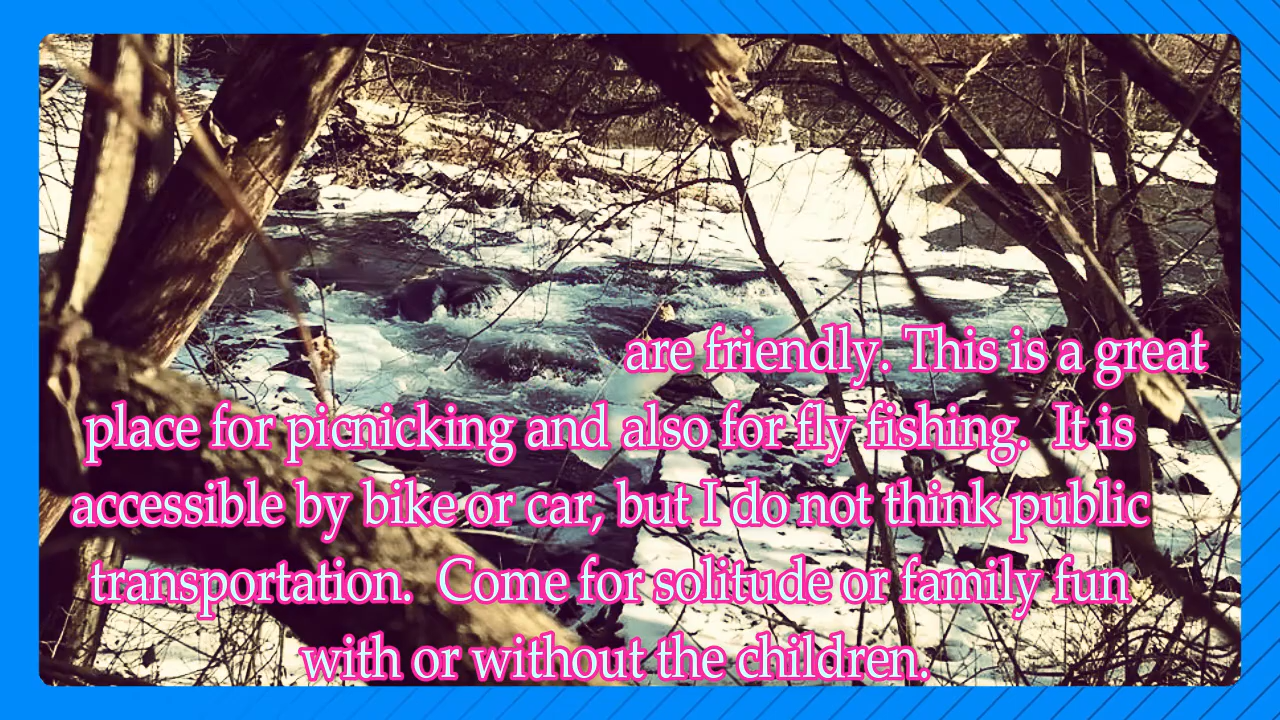 are friendly. This is a great
place for picnicking and also for fly fishing.  It is
accessible by bike or car, but I do not think public
transportation.  Come for solitude or family fun
with or without the children.